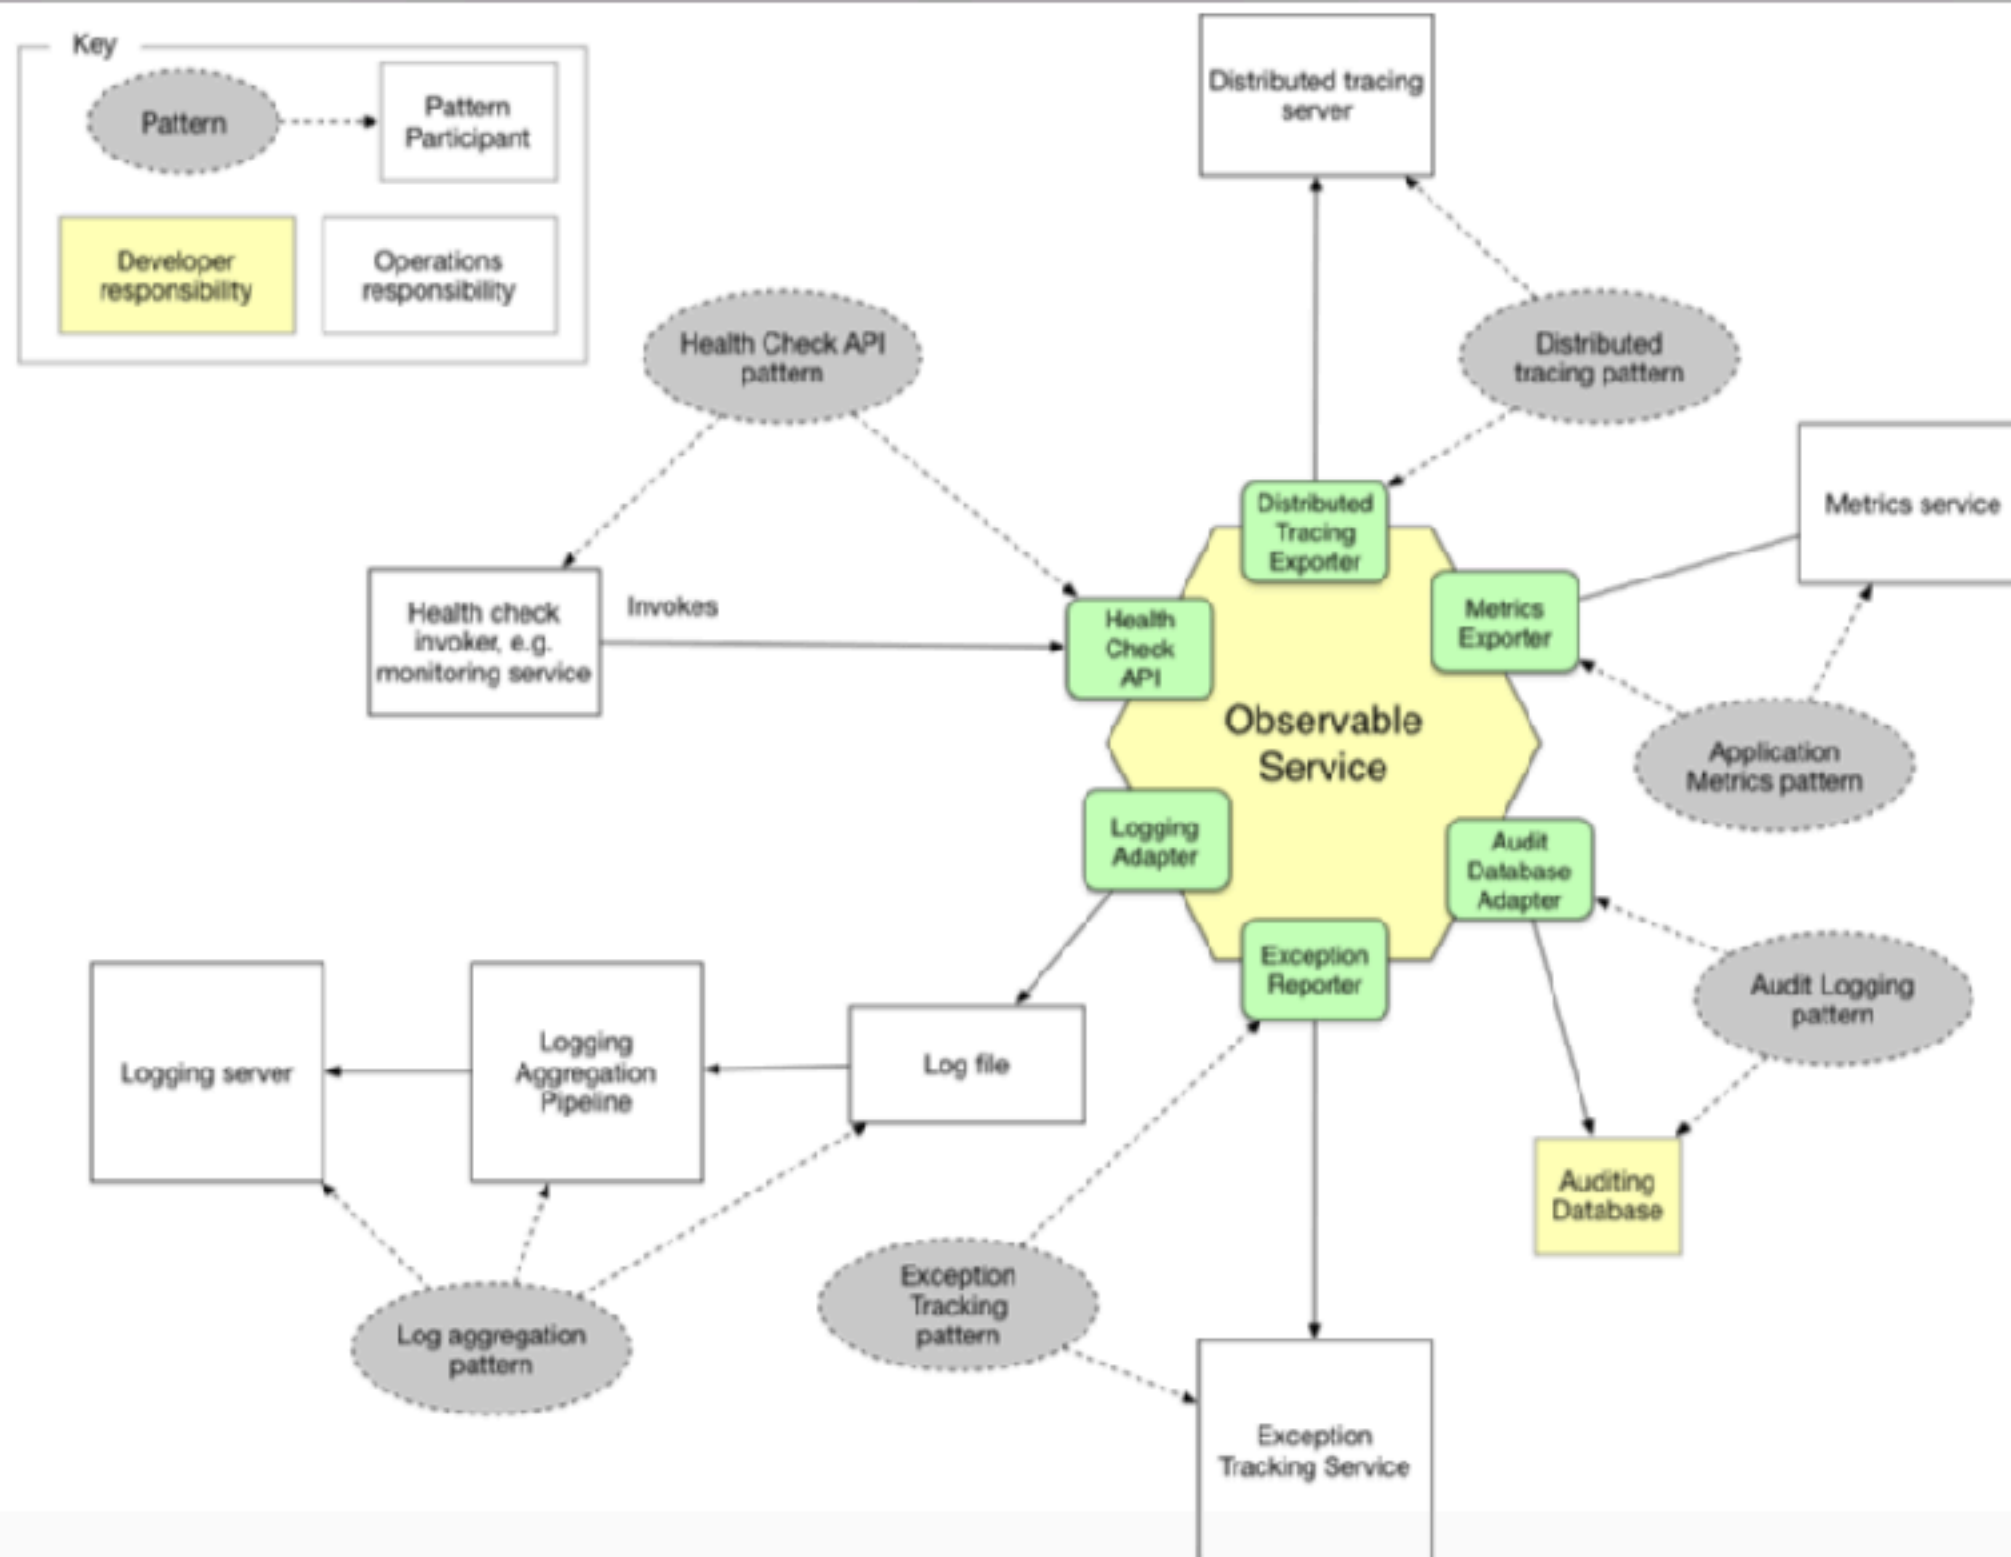 Key
Pattern
Pattern
Participant
Developer
responsibility
Operations
responsibility
Distributed tracing
server
Health Check API
pattern
Distributed
tracing pattern
Metrics service
Distributed
Tracing
Exporter
Health check
invoker, e.g.
monitoring service
Invokes
Health
Check
API
Metrics
Exporter
Observable
Service
Application
Metrics pattern
Logging
Adapter
Audit
Database
Adapter
Exception
Reporter
Audit Logging
pattern
Logging server
Logging
Aggregation
Pipeline
Log file
Auditing
Database
Log aggregation
pattern
Exception
Tracking
pattern
Exception
Tracking Service